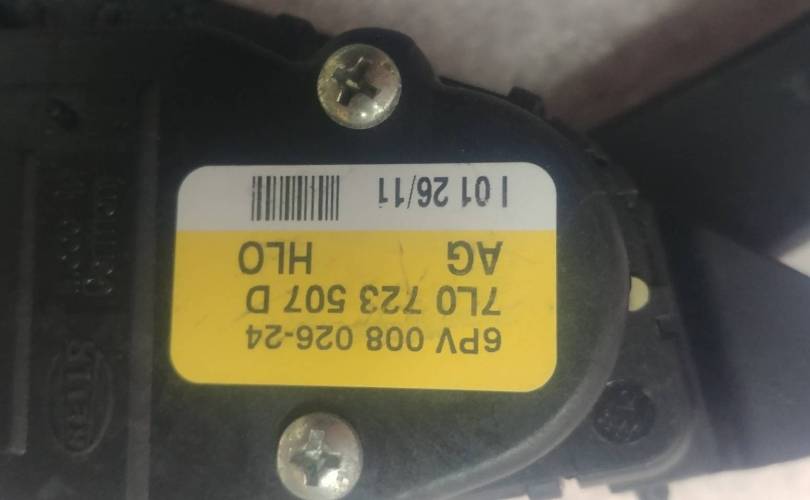 6PV 008 026-24
7L0 723 507 D
AG HLO
I 01 26/11